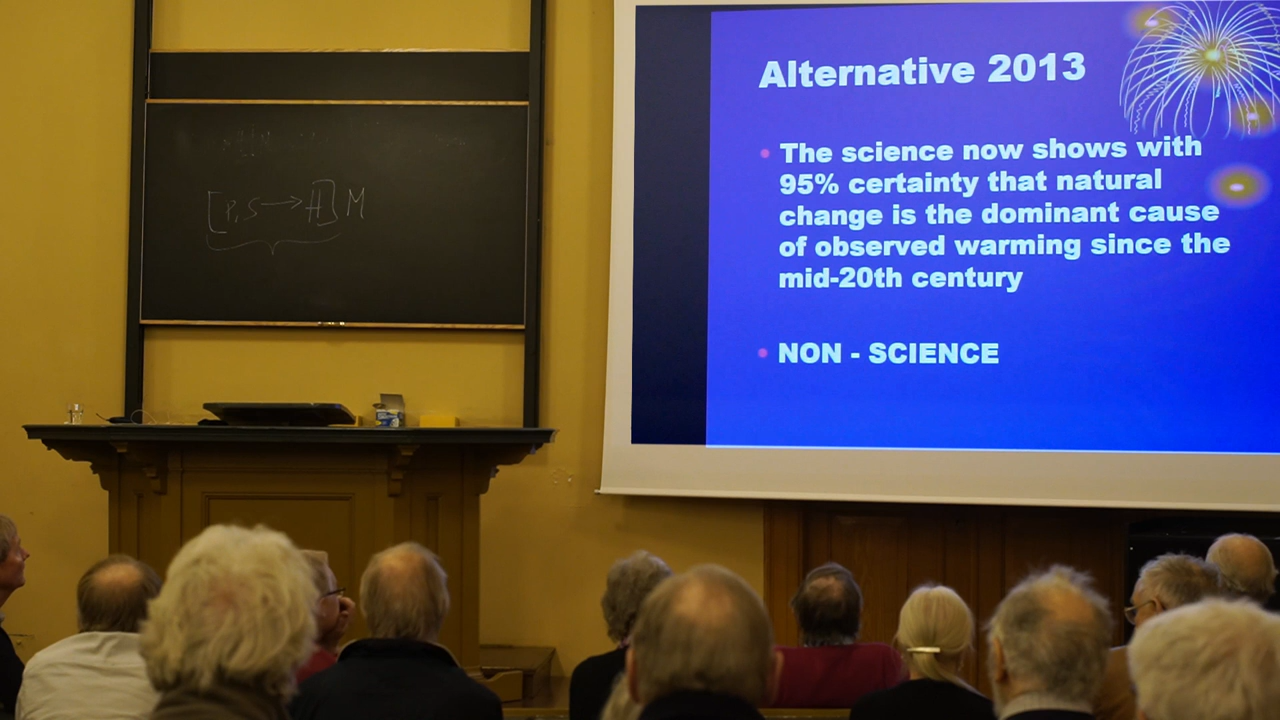 [P,S→H]M
Alternative 2013
The science now shows with
95% certainty that natural
change is the dominant cause
of observed warming since the
mid-20th century
NON - SCIENCE